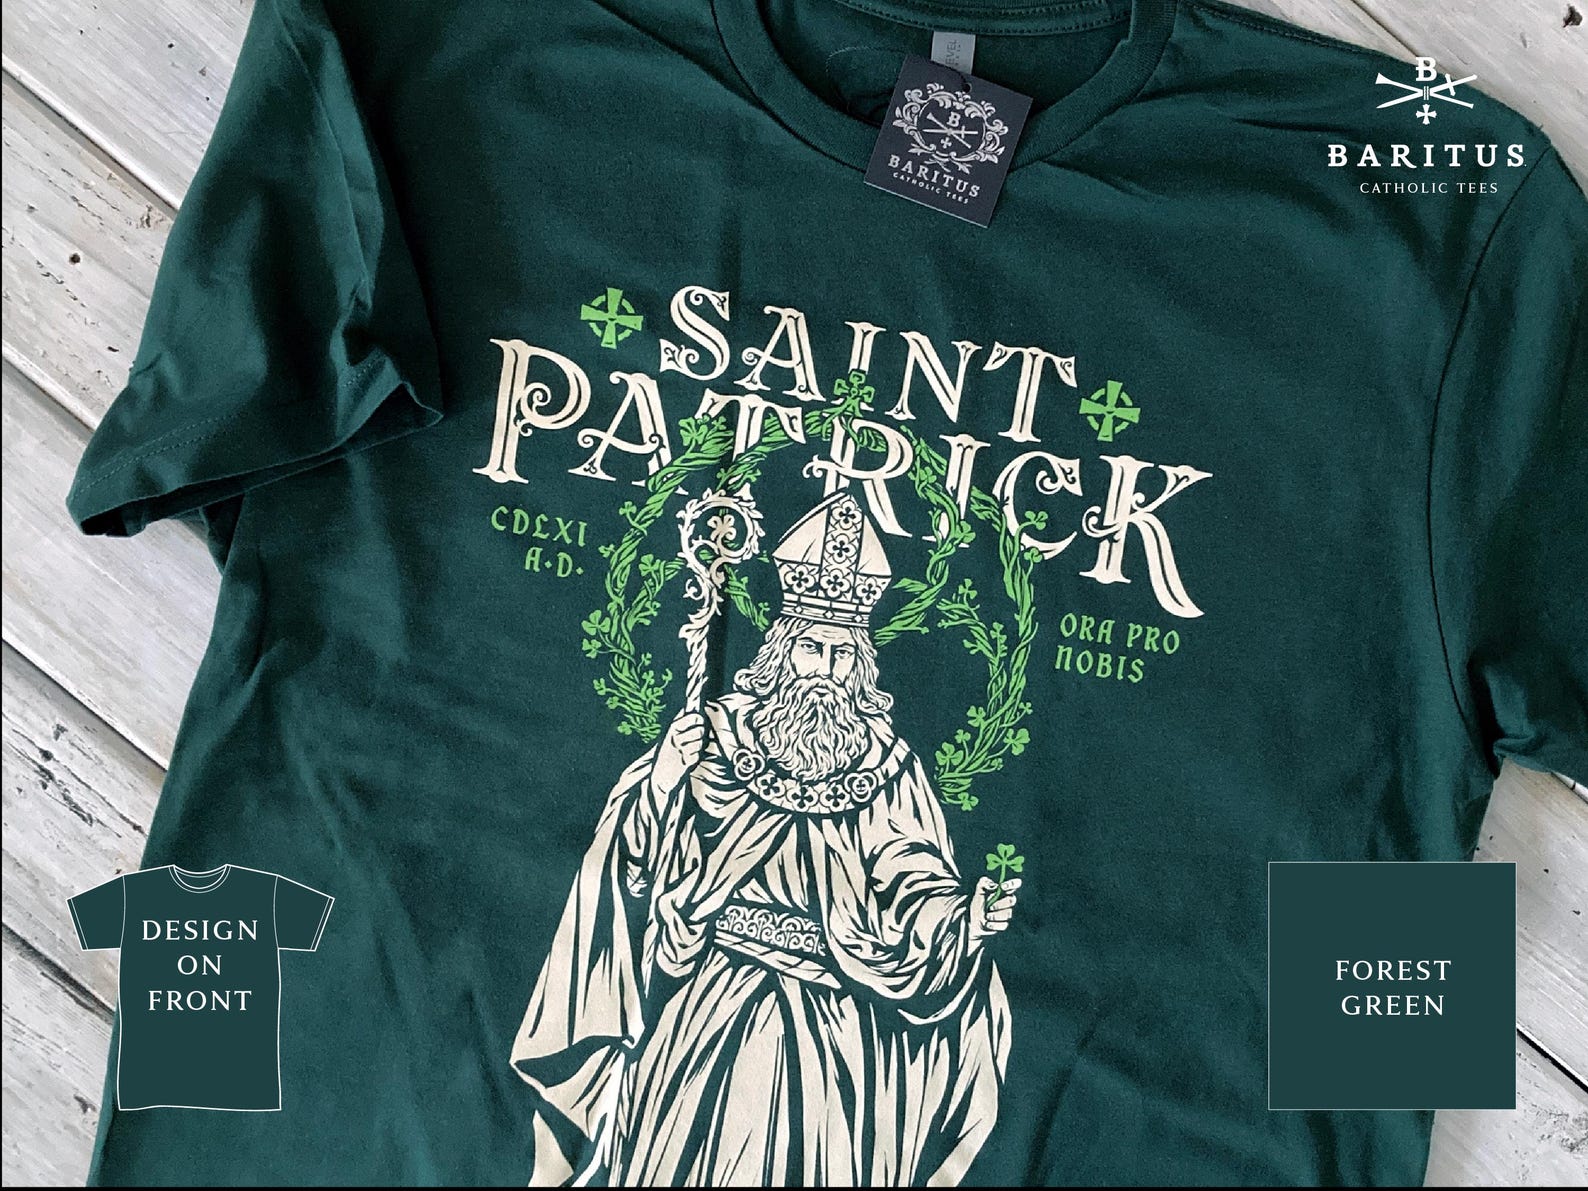 B
BARITUS
CATHOLIC TEES
B
BARITUS
CATHOLIC TEES
SAINT
PATRICK
CDLXI
A·D·
ORA PRO
NOBIS
DESIGN
ON
FRONT
FOREST
GREEN